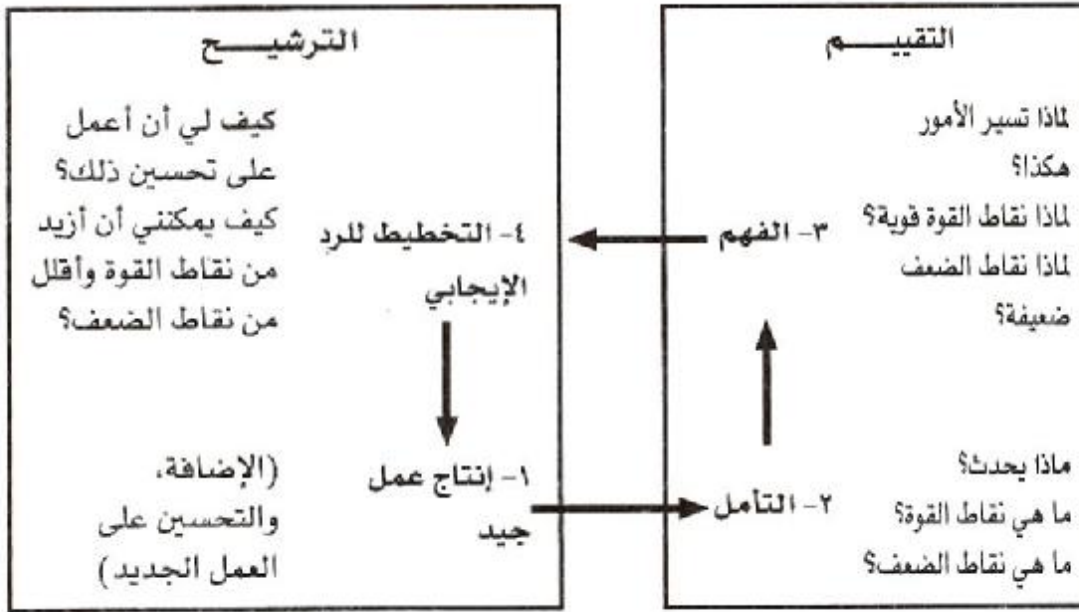 التقييـــــم
لماذا تسير الأمور
هكذا؟
لماذا نقاط القوة قوية؟
لماذا نقاط الضعف
ضعيفة؟
٣- الفهم
ماذا يحدث؟
ما هي نقاط القوة؟
ما هي نقاط الضعف؟
٢- التأمل
الترشيـــــح
٤- التخطيط للرد
الإيجابي
كيف لي أن أعمل
على تحسين ذلك؟
كيف يمكنني أن أزيد
من نقاط القوة وأقلل
من نقاط الضعف؟
١- إنتاج عمل
جيد
(الإضافة،
والتحسين على
العمل الجديد)